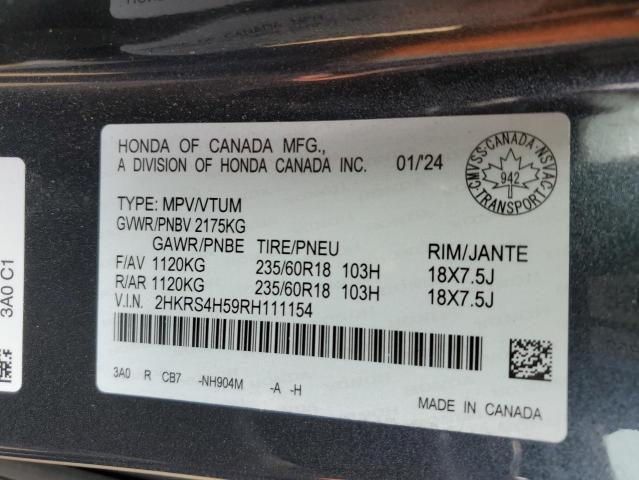 HONDA OF CANADA MFG.,
A DIVISION OF HONDA CANADA INC. 01/'24
CMVSS·CANADA·NSVAC
942
TRANSPORT
TYPE: MPV/VTUM
GVWR/PNBV 2175KG
GAWR/PNBE TIRE/PNEU RIM/JANTE
F/AV 1120KG 235/60R18 103H 18X7.5J
R/AR 1120KG 235/60R18 103H 18X7.5J
V.I.N. 2HKRS4H59RH111154
3A0 R CB7 -NH904M -A -H
MADE IN CANADA
3A0 C1